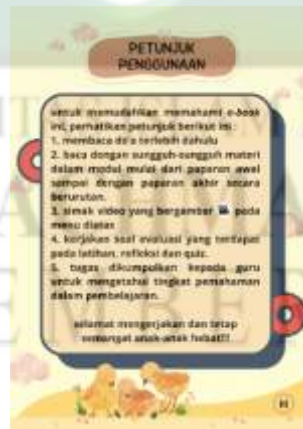 PETUNJUK
PENGGUNAAN
untuk memudahkan memahami e-book
ini, perhatikan petunjuk berikut ini :
1. membaca do'a terlebih dahulu
2. baca dengan sungguh-sungguh materi
dalam modul mulai dari paparan awal
sampai dengan paparan akhir secara
berurutan.
3. simak video yang bergambar pada
menu diatas
4. kerjakan soal evaluasi yang terdapat
pada latihan, refleksi dan quiz.
5. tugas dikumpulkan kepada guru
untuk mengetahui tingkat pemahaman
dalam pembelajaran.
selamat mengerjakan dan tetap
semangat anak-anak hebat!!!